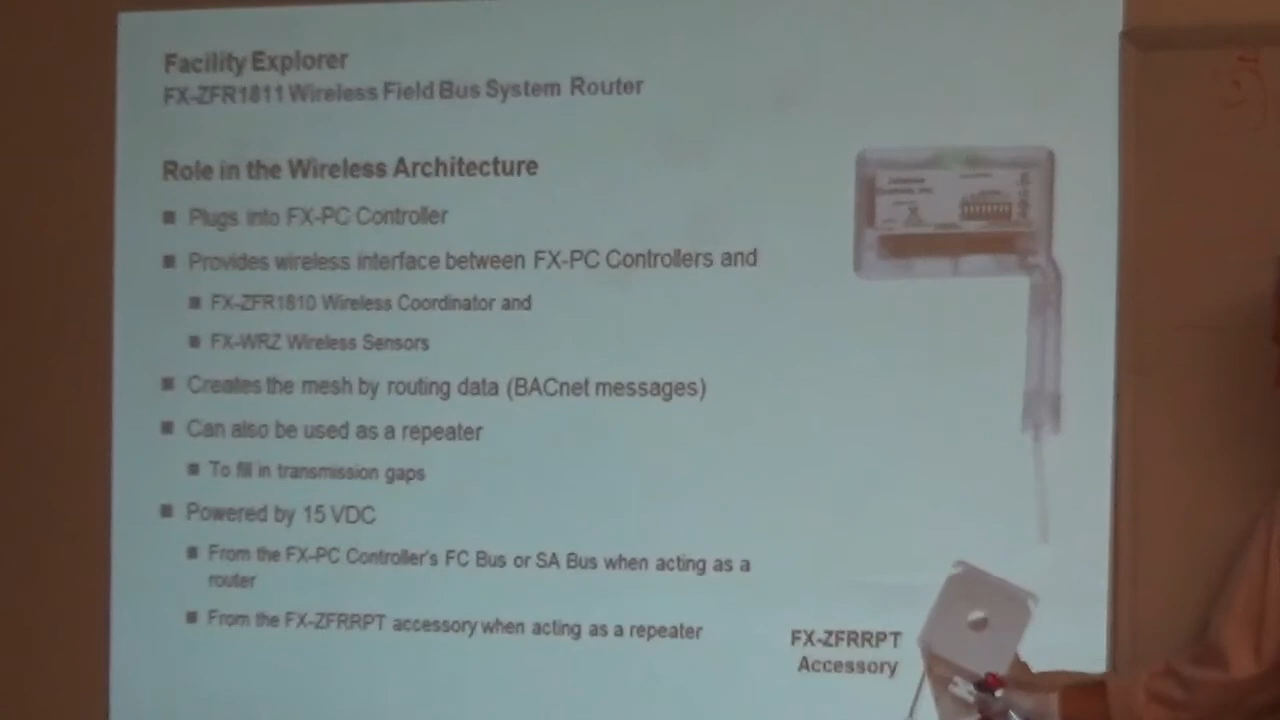 Facility Explorer
FX-ZFR1811 Wireless Field Bus System Router
Role in the Wireless Architecture
Plugs into FX-PC Controller
Provides wireless interface between FX-PC Controllers and
FX-ZFR1810 Wireless Coordinator and
FX-WRZ Wireless Sensors
Creates the mesh by routing data (BACnet messages)
Can also be used as a repeater
To fill in transmission gaps
Powered by 15 VDC
From the FX-PC Controller's FC Bus or SA Bus when acting as a
router
From the FX-ZFRRPT accessory when acting as a repeater
FX-ZFRRPT
Accessory